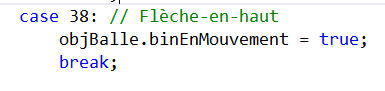 case 38: // Flèche-en-haut
objBalle.binEnMouvement = true;
break;